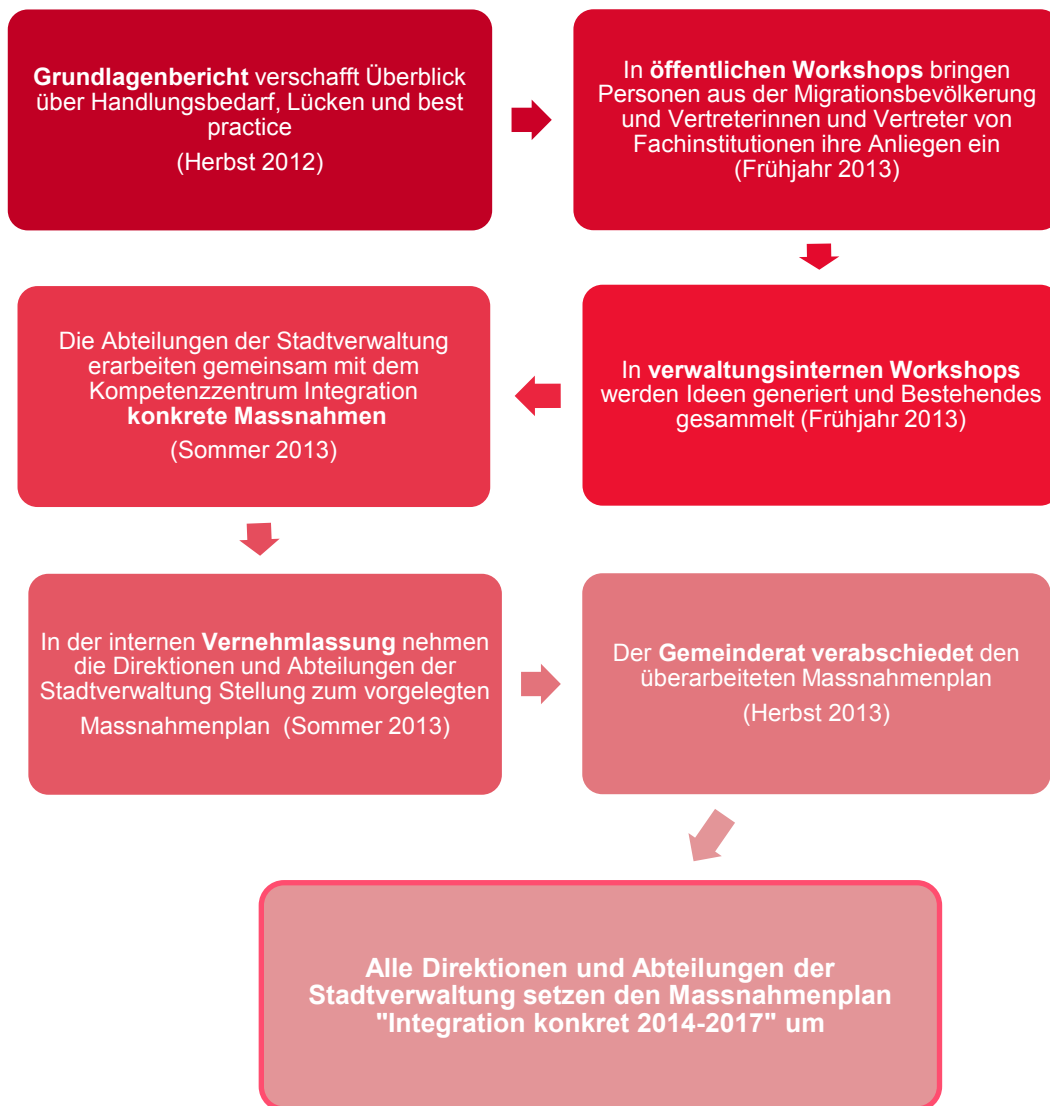 Grundlagenbericht verschafft Überblick
über Handlungsbedarf, Lücken und best
practice
(Herbst 2012)
In öffentlichen Workshops bringen
Personen aus der Migrationsbevölkerung
und Vertreterinnen und Vertreter von
Fachinstitutionen ihre Anliegen ein
(Frühjahr 2013)
In verwaltungsinternen Workshops
werden Ideen generiert und Bestehendes
gesammelt (Frühjahr 2013)
Die Abteilungen der Stadtverwaltung
erarbeiten gemeinsam mit dem
Kompetenzzentrum Integration
konkrete Massnahmen
(Sommer 2013)
In der internen Vernehmlassung nehmen
die Direktionen und Abteilungen der
Stadtverwaltung Stellung zum vorgelegten
Massnahmenplan (Sommer 2013)
Der Gemeinderat verabschiedet den
überarbeiteten Massnahmenplan
(Herbst 2013)
Alle Direktionen und Abteilungen der
Stadtverwaltung setzen den Massnahmenplan
"Integration konkret 2014-2017" um